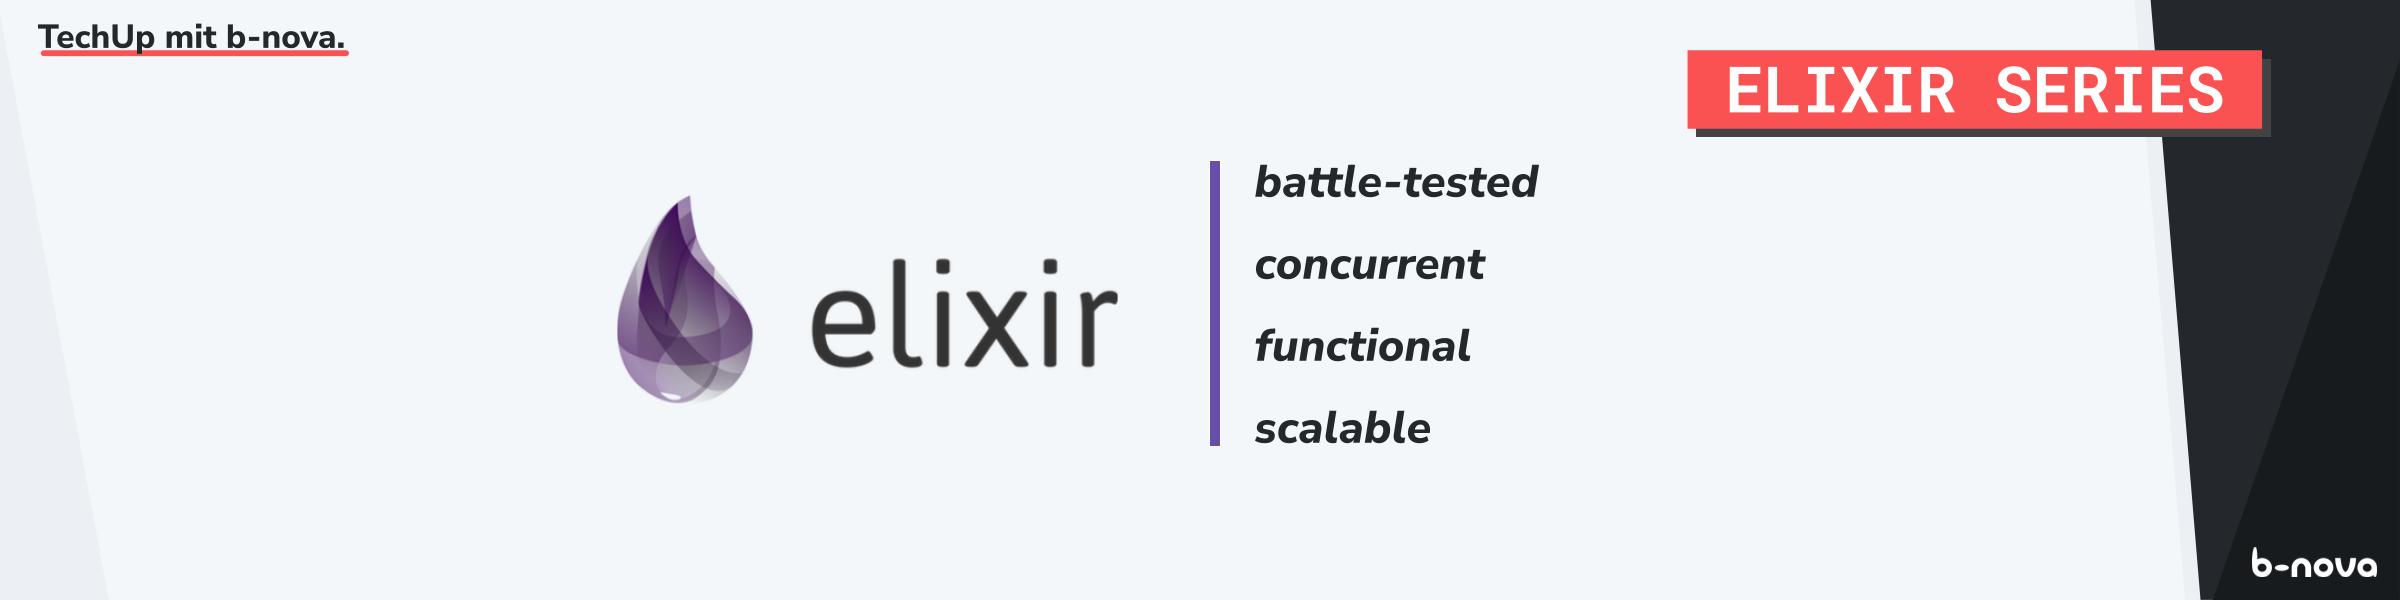 TechUp mit b-nova.
ELIXIR SERIES
elixir
battle-tested
concurrent
functional
scalable
b-nova